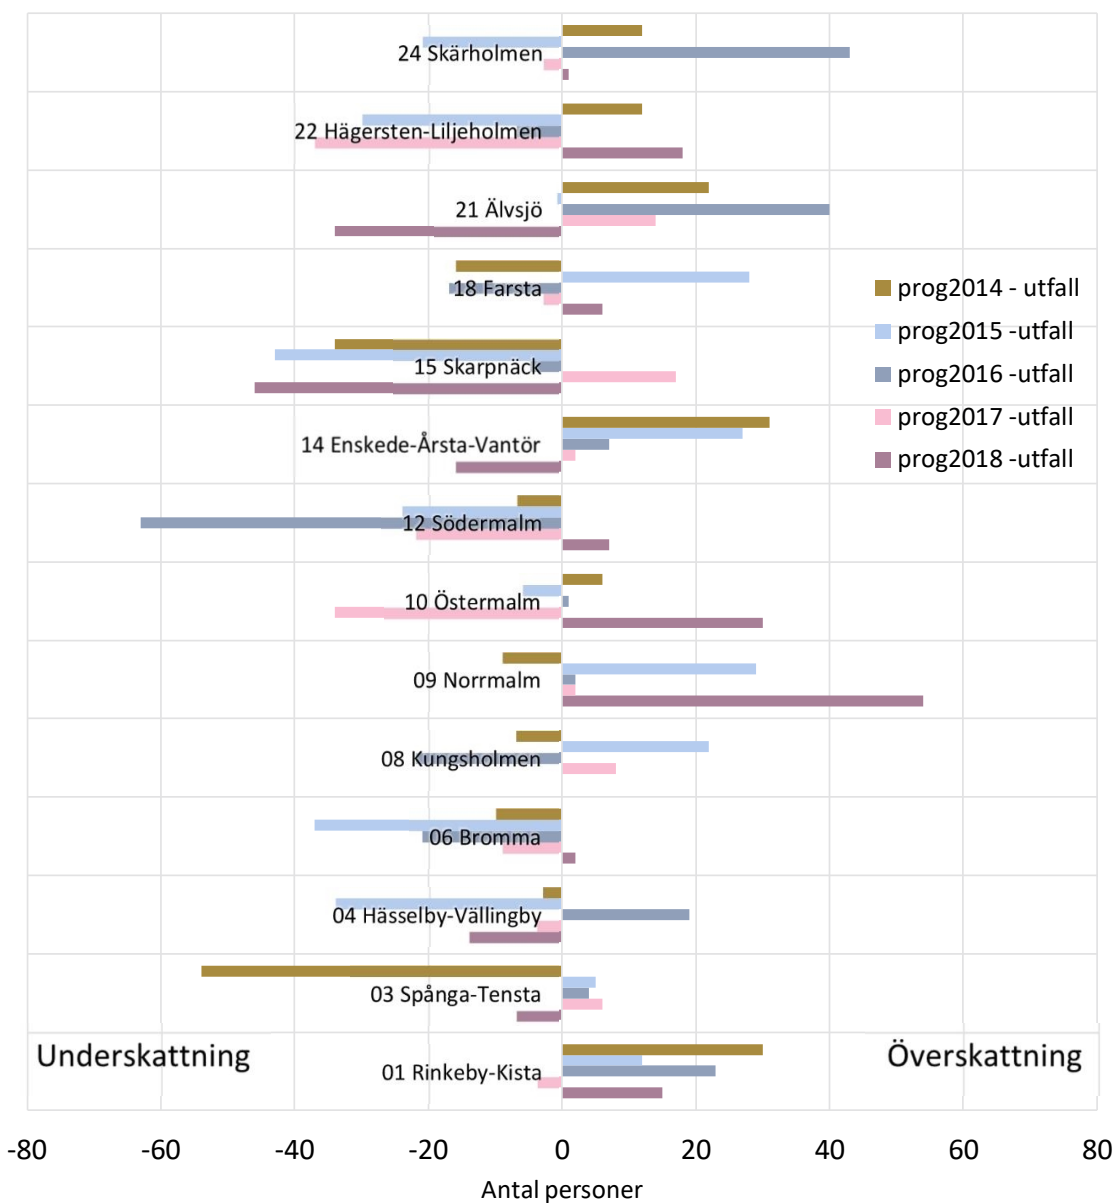 24 Skärholmen
22 Hägersten-Liljeholmen
21 Älvsjö
18 Farsta
15 Skarpnäck
14 Enskede-Årsta-Vantör
12 Södermalm
10 Östermalm
09 Norrmalm
08 Kungsholmen
06 Bromma
04 Hässelby-Vällingby
03 Spånga-Tensta
01 Rinkeby-Kista
prog2014 - utfall
prog2015 -utfall
prog2016 -utfall
prog2017 -utfall
prog2018 -utfall
Underskattning
Överskattning
-80 -60 -40 -20 0 20 40 60 80
Antal personer